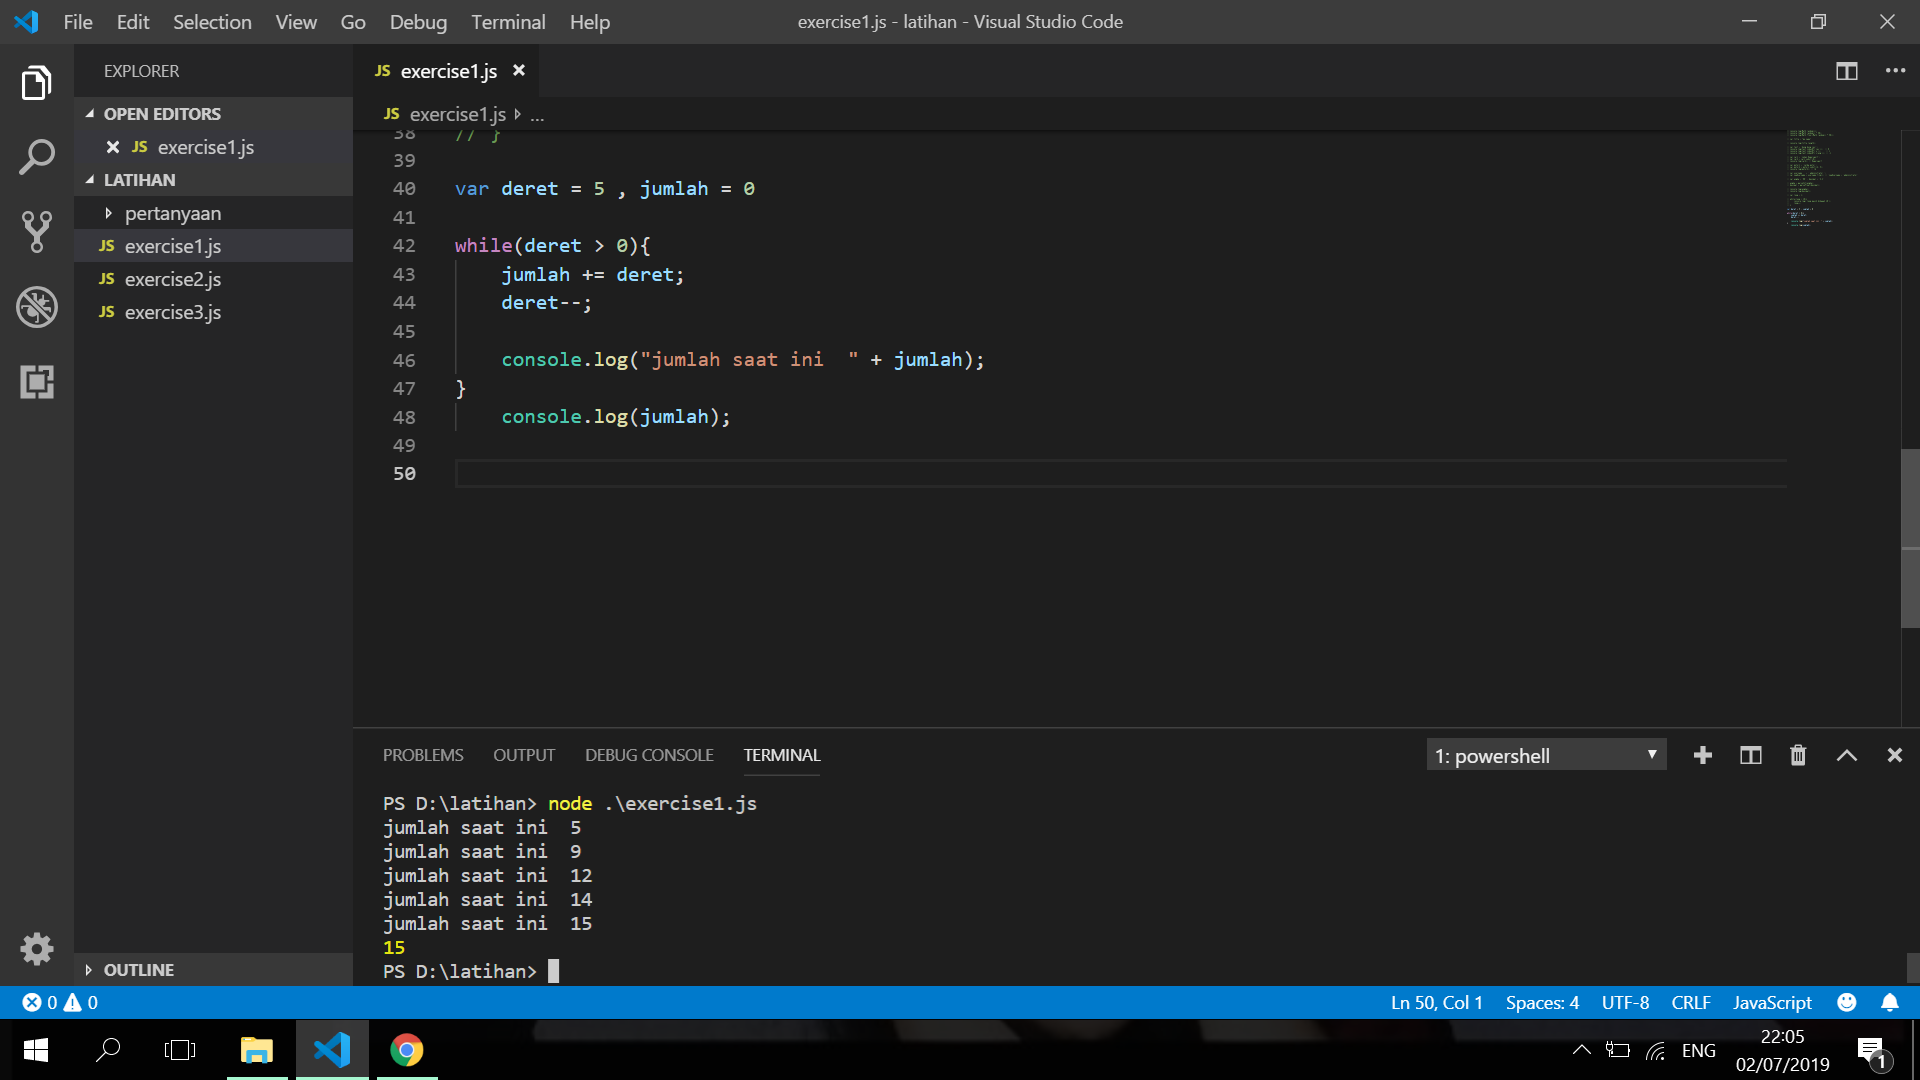 File Edit Selection View Go Debug Terminal Help
exercise1.js - latihan - Visual Studio Code
EXPLORER
OPEN EDITORS
JS exercise1.js
LATIHAN
pertanyaan
JS exercise1.js
JS exercise2.js
JS exercise3.js
OUTLINE
JS exercise1.js
JS exercise1.js ...
38 // }
39
40 var deret = 5 , jumlah = 0
41
42 while(deret > 0){
43 jumlah += deret;
44 deret--;
45
46 console.log("jumlah saat ini  " + jumlah);
47 }
48 console.log(jumlah);
49
50
PROBLEMS OUTPUT DEBUG CONSOLE TERMINAL
1: powershell
PS D:\latihan> node .\exercise1.js
jumlah saat ini  5
jumlah saat ini  9
jumlah saat ini  12
jumlah saat ini  14
jumlah saat ini  15
15
PS D:\latihan>
0 0
Ln 50, Col 1 Spaces: 4 UTF-8 CRLF JavaScript
ENG
22:05
02/07/2019
1